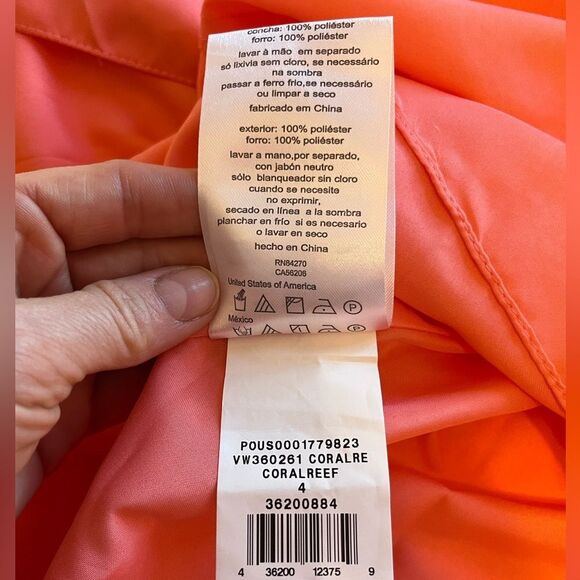 concha: 100% poliéster
forro: 100% poliéster
lavar à mão em separado
só lixivia sem cloro, se necessário
na sombra
passar a ferro frio,se necessário
ou limpar a seco
fabricado em China
exterior: 100% poliéster
forro: 100% poliéster
lavar a mano,por separado,
con jabón neutro
sólo blanqueador sin cloro
cuando se necesite
no exprimir,
secado en línea a la sombra
planchar en frío si es necesario
o lavar en seco
hecho en China
RN84270
CA56206
United States of America
P
México
P
POUS0001779823
VW360261 CORALRE
CORALREEF
4
36200884
4 36200 12375 9